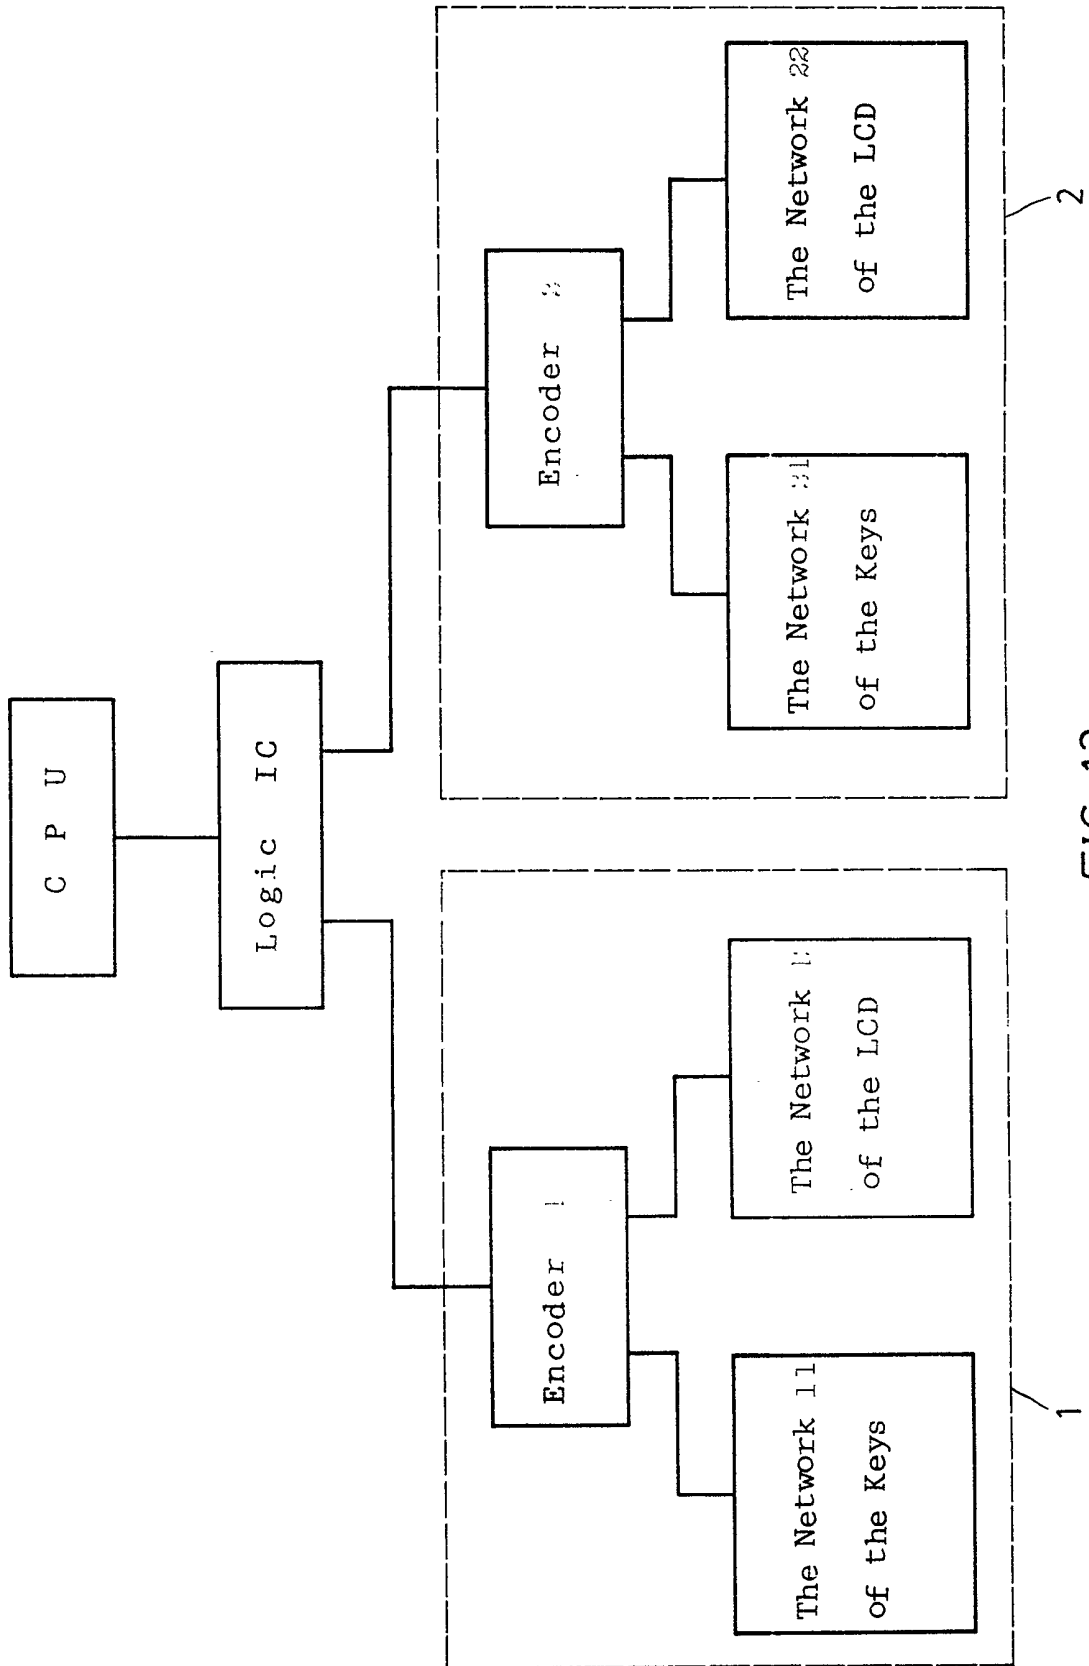 C P U
Logic IC
Encoder 1
Encoder
The Network 11
of the Keys
The Network
of the LCD
The Network
of the Keys
The Network 22
of the LCD
1
2